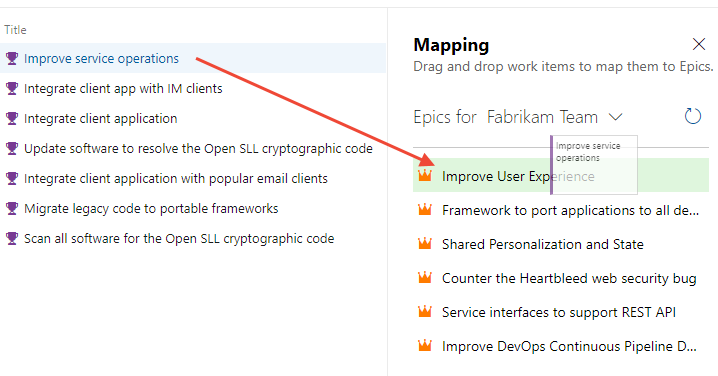 Title
Improve service operations
Integrate client app with IM clients
Integrate client application
Update software to resolve the Open SLL cryptographic code
Integrate client application with popular email clients
Migrate legacy code to portable frameworks
Scan all software for the Open SLL cryptographic code
Mapping
Drag and drop work items to map them to Epics.
Epics for Fabrikam Team
Improve service
operations
Improve User Experience
Framework to port applications to all de...
Shared Personalization and State
Counter the Heartbleed web security bug
Service interfaces to support REST API
Improve DevOps Continuous Pipeline D...